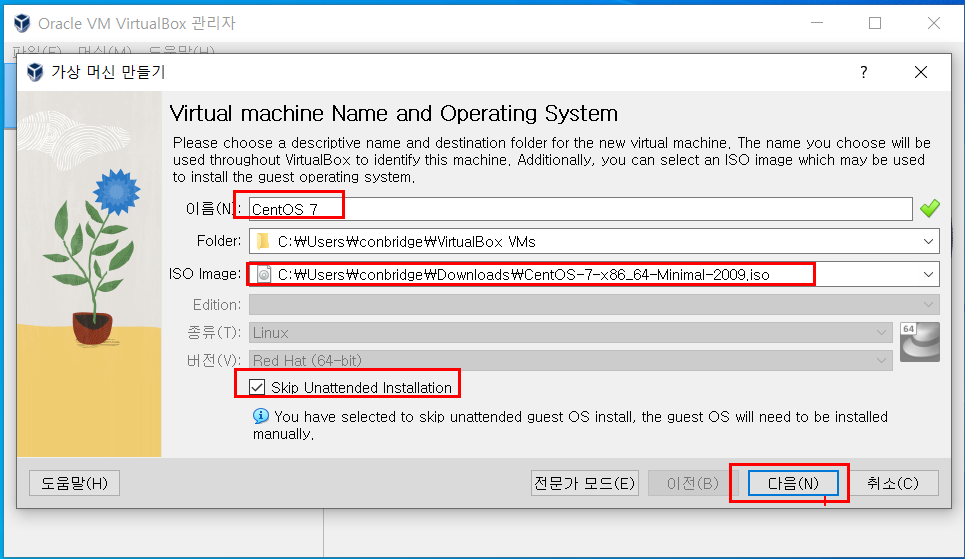 Oracle VM VirtualBox 관리자
파일(F) 머신(M) 도움말(H)
가상 머신 만들기
?
Virtual machine Name and Operating System
Please choose a descriptive name and destination folder for the new virtual machine. The name you choose will be
used throughout VirtualBox to identify this machine. Additionally, you can select an ISO image which may be used
to install the guest operating system.
이름(N): CentOS 7
Folder: C:₩Users₩conbridge₩VirtualBox VMs
ISO Image: C:₩Users₩conbridge₩Downloads₩CentOS-7-x86_64-Minimal-2009.iso
Edition:
종류(T): Linux
64
버전(V): Red Hat (64-bit)
Skip Unattended Installation
You have selected to skip unattended guest OS install, the guest OS will need to be installed
manually.
도움말(H) 전문가 모드(E) 이전(B) 다음(N) 취소(C)